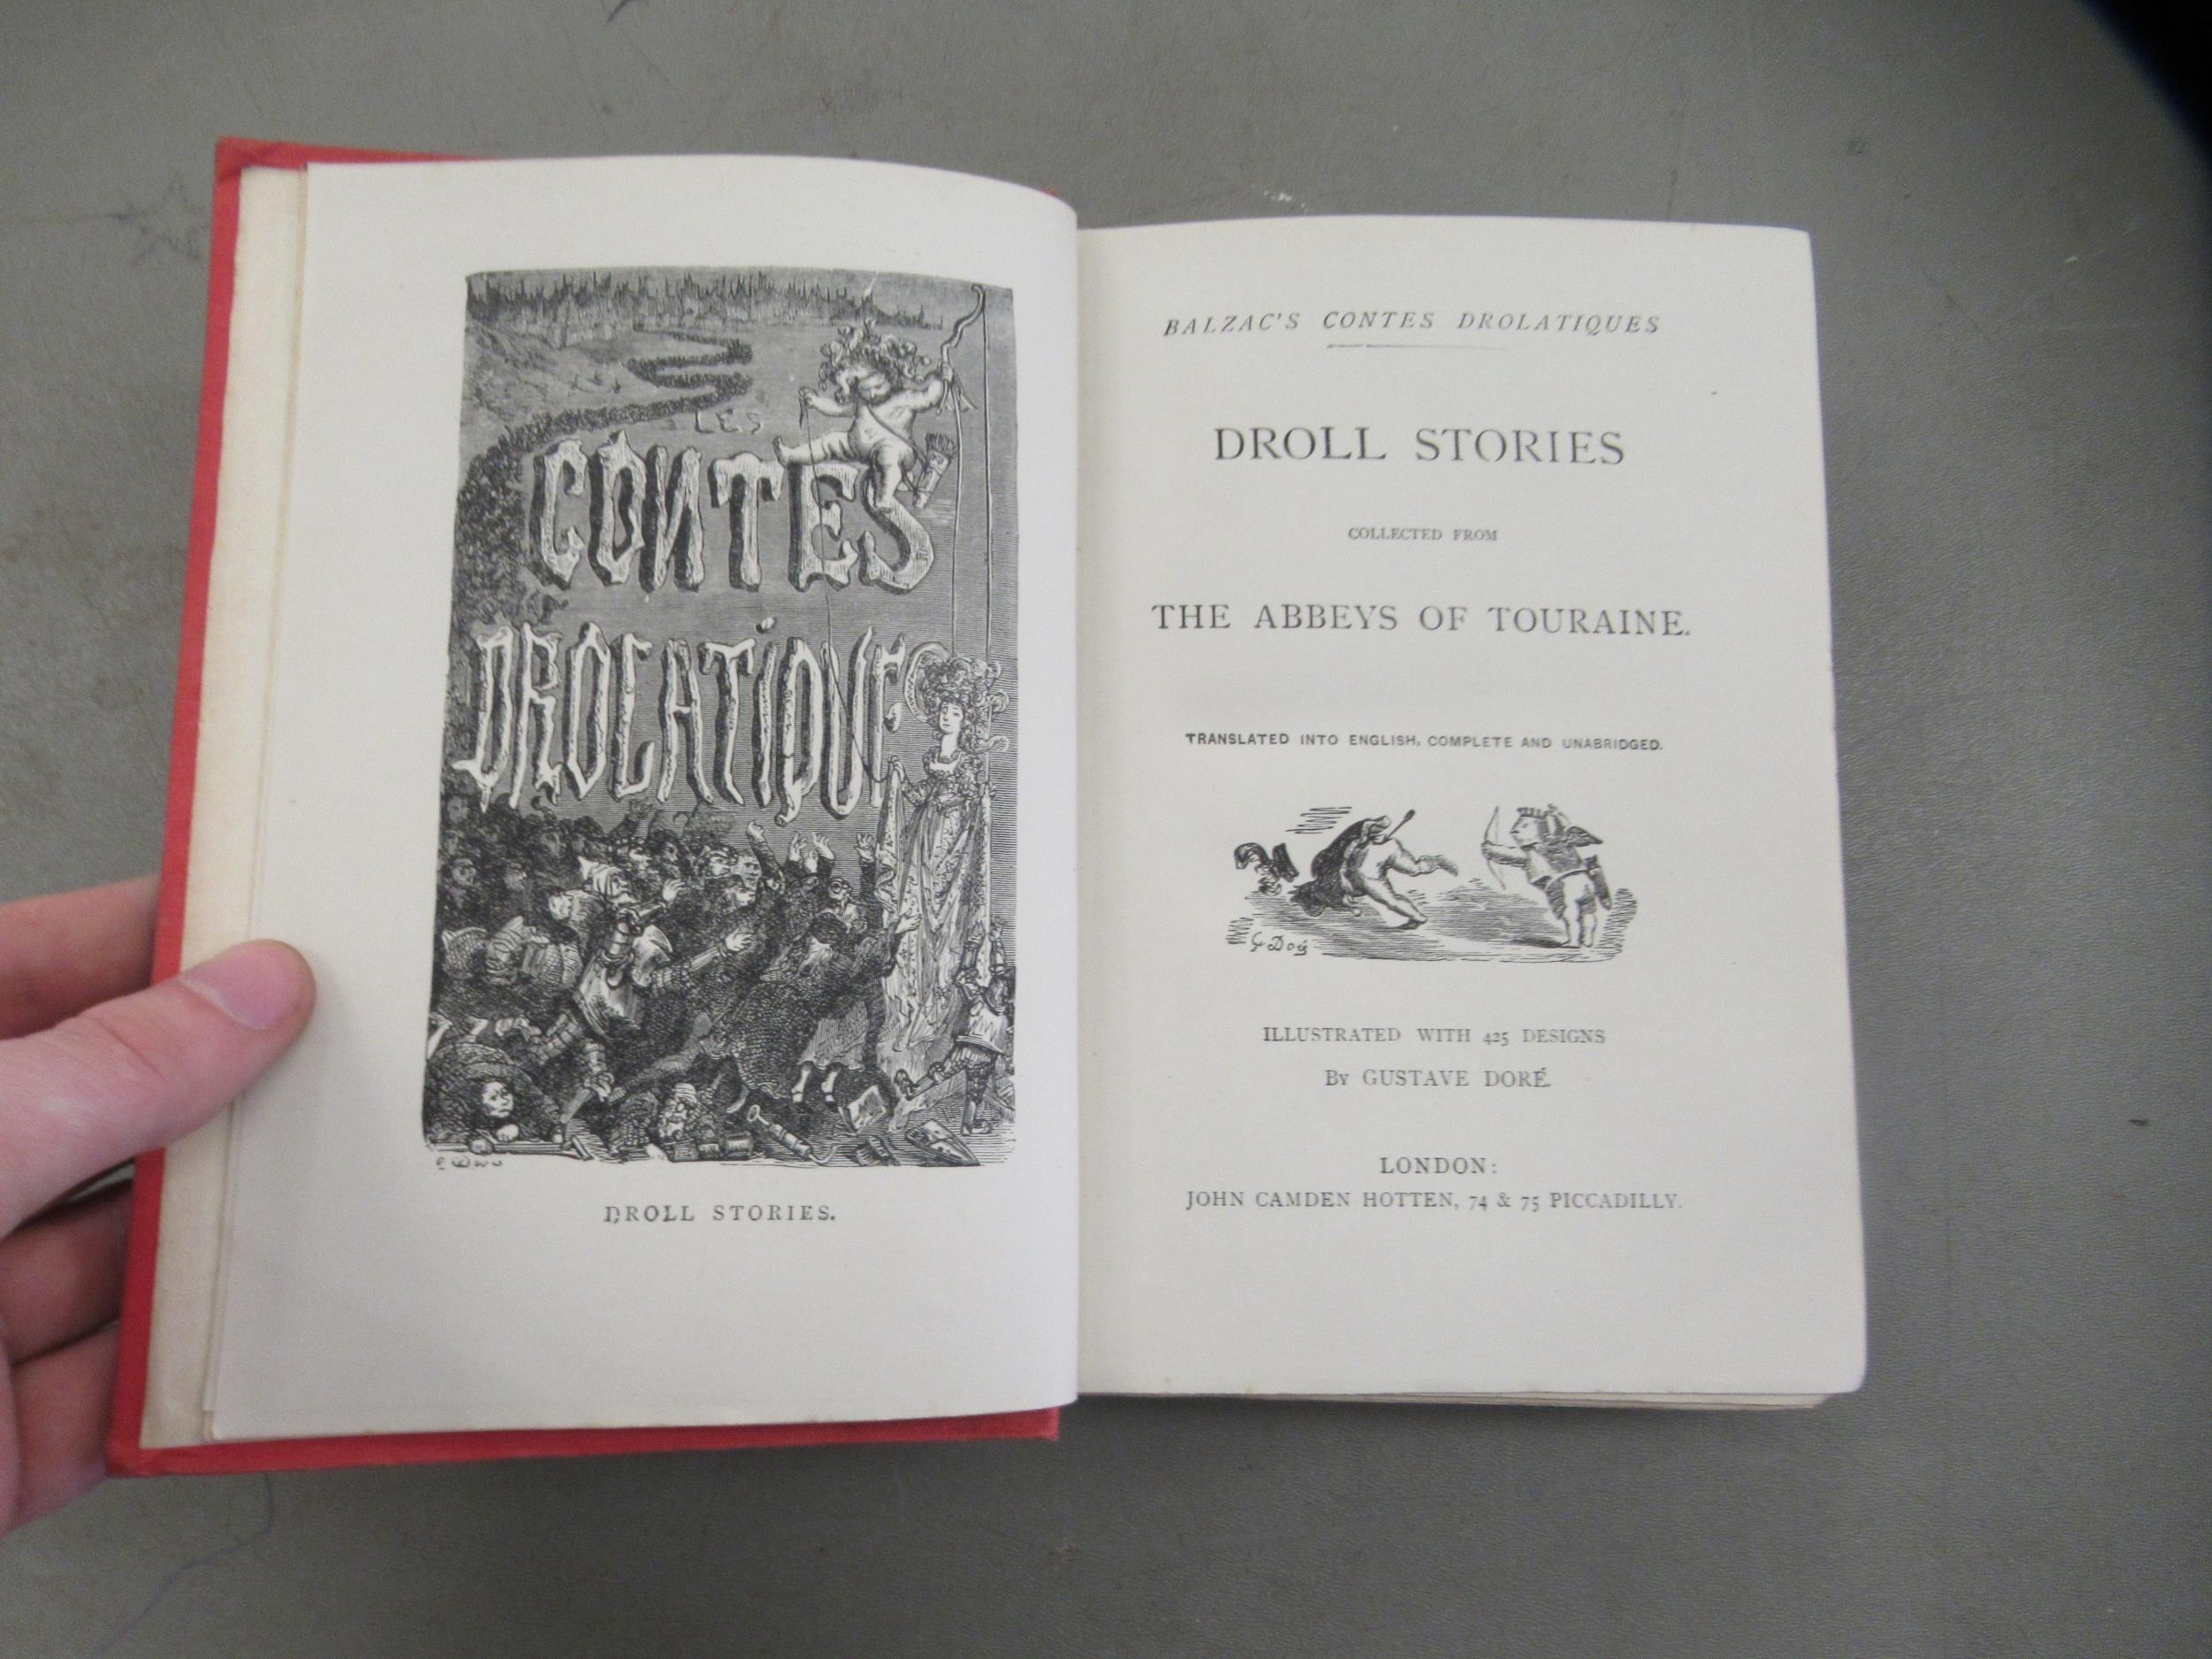 LES
CONTES
DROLATIQUES
DROLL STORIES.
BALZAC'S CONTES DROLATIQUES
DROLL STORIES
COLLECTED FROM
THE ABBEYS OF TOURAINE.
TRANSLATED INTO ENGLISH, COMPLETE AND UNABRIDGED.
G Doré
ILLUSTRATED WITH 425 DESIGNS
By GUSTAVE DORÉ.
LONDON:
JOHN CAMDEN HOTTEN, 74 & 75 PICCADILLY.